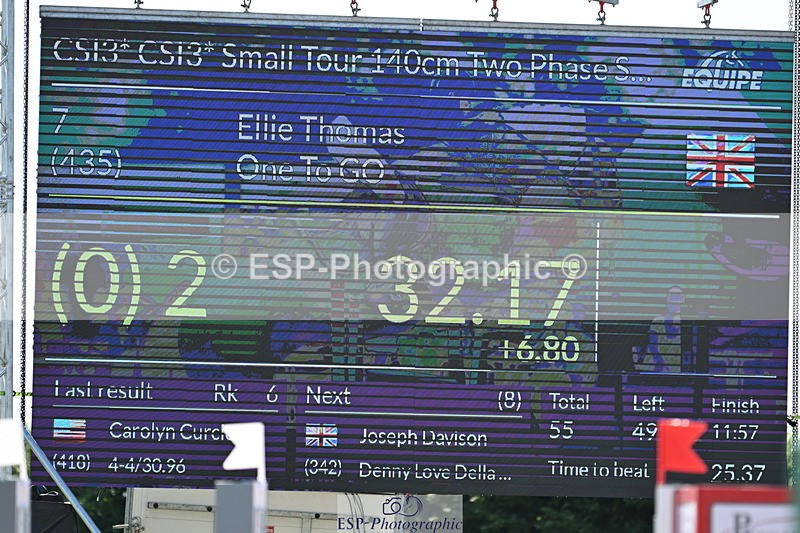 CSI3* CSI3* Small Tour 140cm Two Phase S...
EQUIPE
7 Ellie Thomas
(435) One To GO
(0) 2 32.17
+6.80
© ESP-Photographic ©
Last result Rk 6 Next (8) Total Left Finish
Carolyn Joseph Davison 55 49 11:57
(418) 4-4/30.96 (342) Denny Love Della... Time to beat 25.37
ESP-Photographic